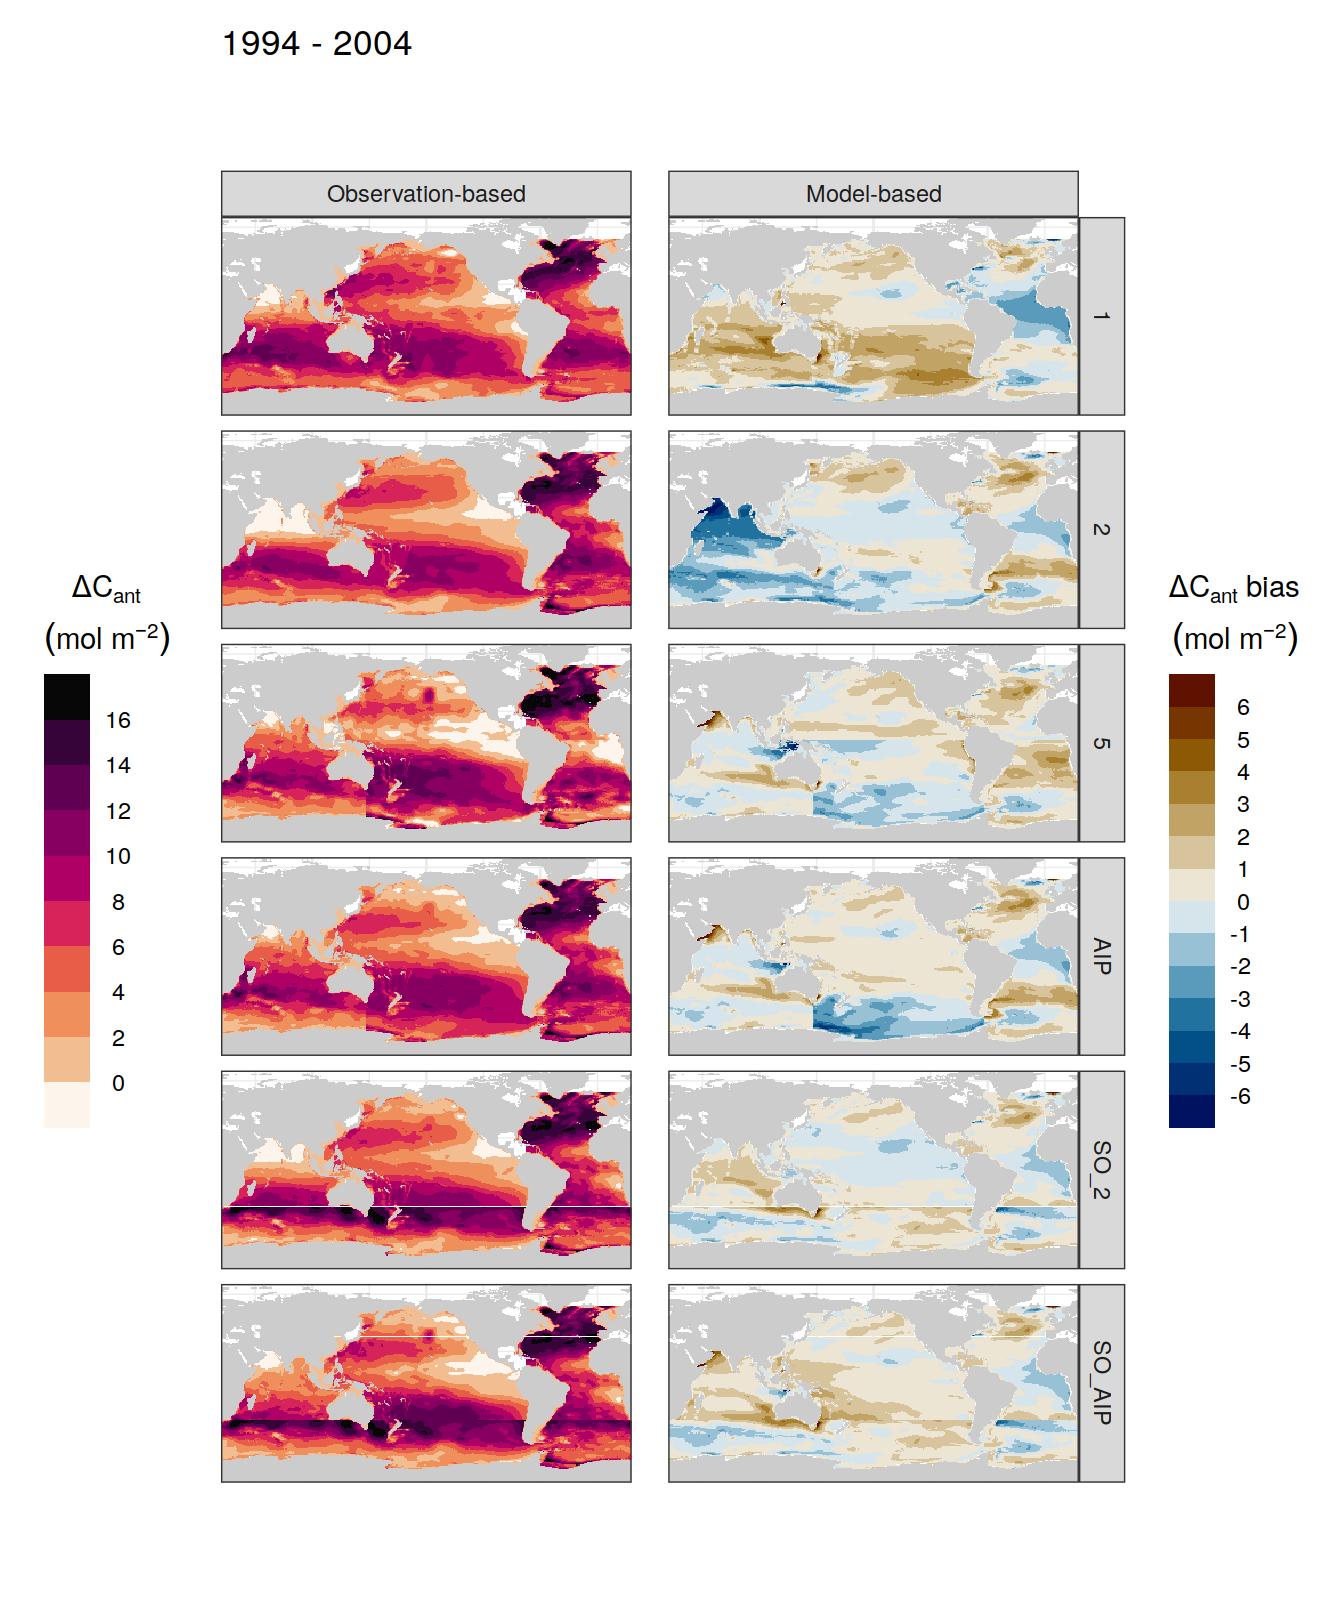 1994 - 2004
Observation-based
Model-based
1
2
5
AIP
SO_2
SO_AIP
ΔCant
(mol m−2)
16
14
12
10
8
6
4
2
0
ΔCant bias
(mol m−2)
6
5
4
3
2
1
0
-1
-2
-3
-4
-5
-6